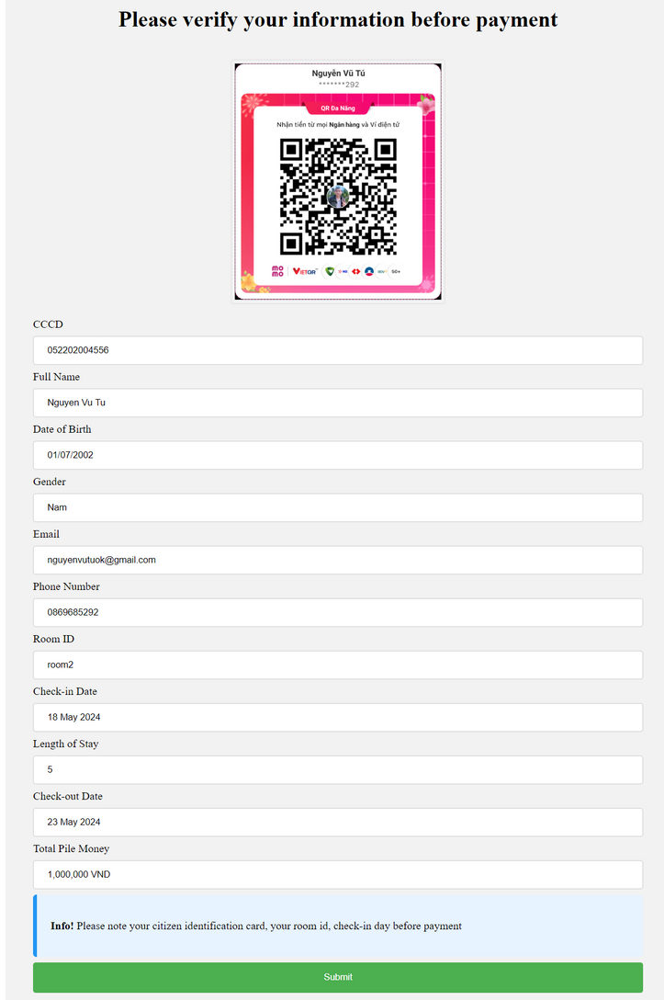 Please verify your information before payment
Nguyễn Vũ Tú
*******292
QR Đa Năng
Nhận tiền từ mọi Ngân hàng và Ví điện tử
mo mo VIETQR 50+
CCCD
052202004556
Full Name
Nguyen Vu Tu
Date of Birth
01/07/2002
Gender
Nam
Email
nguyenvutuok@gmail.com
Phone Number
0869685292
Room ID
room2
Check-in Date
18 May 2024
Length of Stay
5
Check-out Date
23 May 2024
Total Pile Money
1,000,000 VND
Info! Please note your citizen identification card, your room id, check-in day before payment
Submit